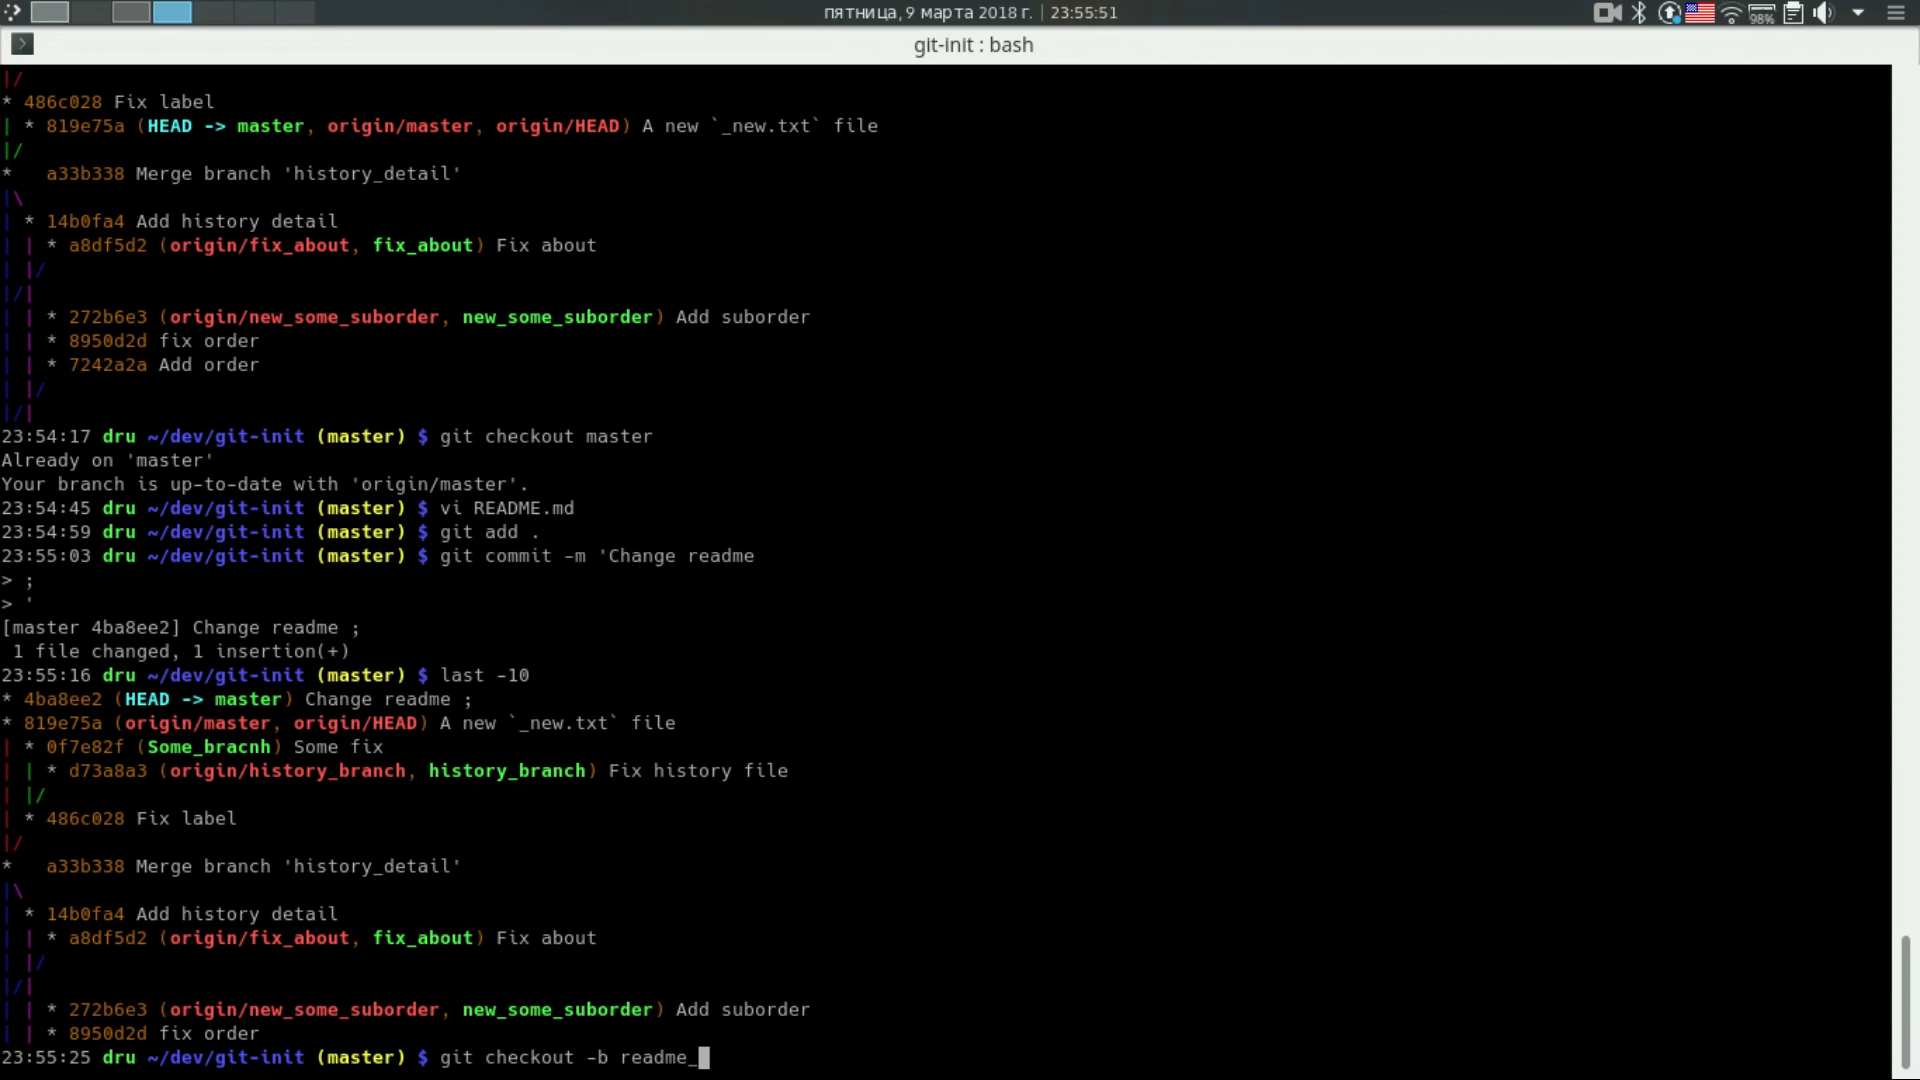 пятница, 9 марта 2018 г. | 23:55:51
98%
git-init : bash
|/
* 486c028 Fix label
| * 819e75a (HEAD -> master, origin/master, origin/HEAD) A new `_new.txt` file
|/
*   a33b338 Merge branch 'history_detail'
|\
| * 14b0fa4 Add history detail
| | * a8df5d2 (origin/fix_about, fix_about) Fix about
| |/
|/|
| | * 272b6e3 (origin/new_some_suborder, new_some_suborder) Add suborder
| | * 8950d2d fix order
| | * 7242a2a Add order
| |/
|/|
23:54:17 dru ~/dev/git-init (master) $ git checkout master
Already on 'master'
Your branch is up-to-date with 'origin/master'.
23:54:45 dru ~/dev/git-init (master) $ vi README.md
23:54:59 dru ~/dev/git-init (master) $ git add .
23:55:03 dru ~/dev/git-init (master) $ git commit -m 'Change readme
> ;
> '
[master 4ba8ee2] Change readme ;
 1 file changed, 1 insertion(+)
23:55:16 dru ~/dev/git-init (master) $ last -10
* 4ba8ee2 (HEAD -> master) Change readme ;
* 819e75a (origin/master, origin/HEAD) A new `_new.txt` file
| * 0f7e82f (Some_bracnh) Some fix
| | * d73a8a3 (origin/history_branch, history_branch) Fix history file
| |/
| * 486c028 Fix label
|/
*   a33b338 Merge branch 'history_detail'
|\
| * 14b0fa4 Add history detail
| | * a8df5d2 (origin/fix_about, fix_about) Fix about
| |/
|/|
| | * 272b6e3 (origin/new_some_suborder, new_some_suborder) Add suborder
| | * 8950d2d fix order
23:55:25 dru ~/dev/git-init (master) $ git checkout -b readme_